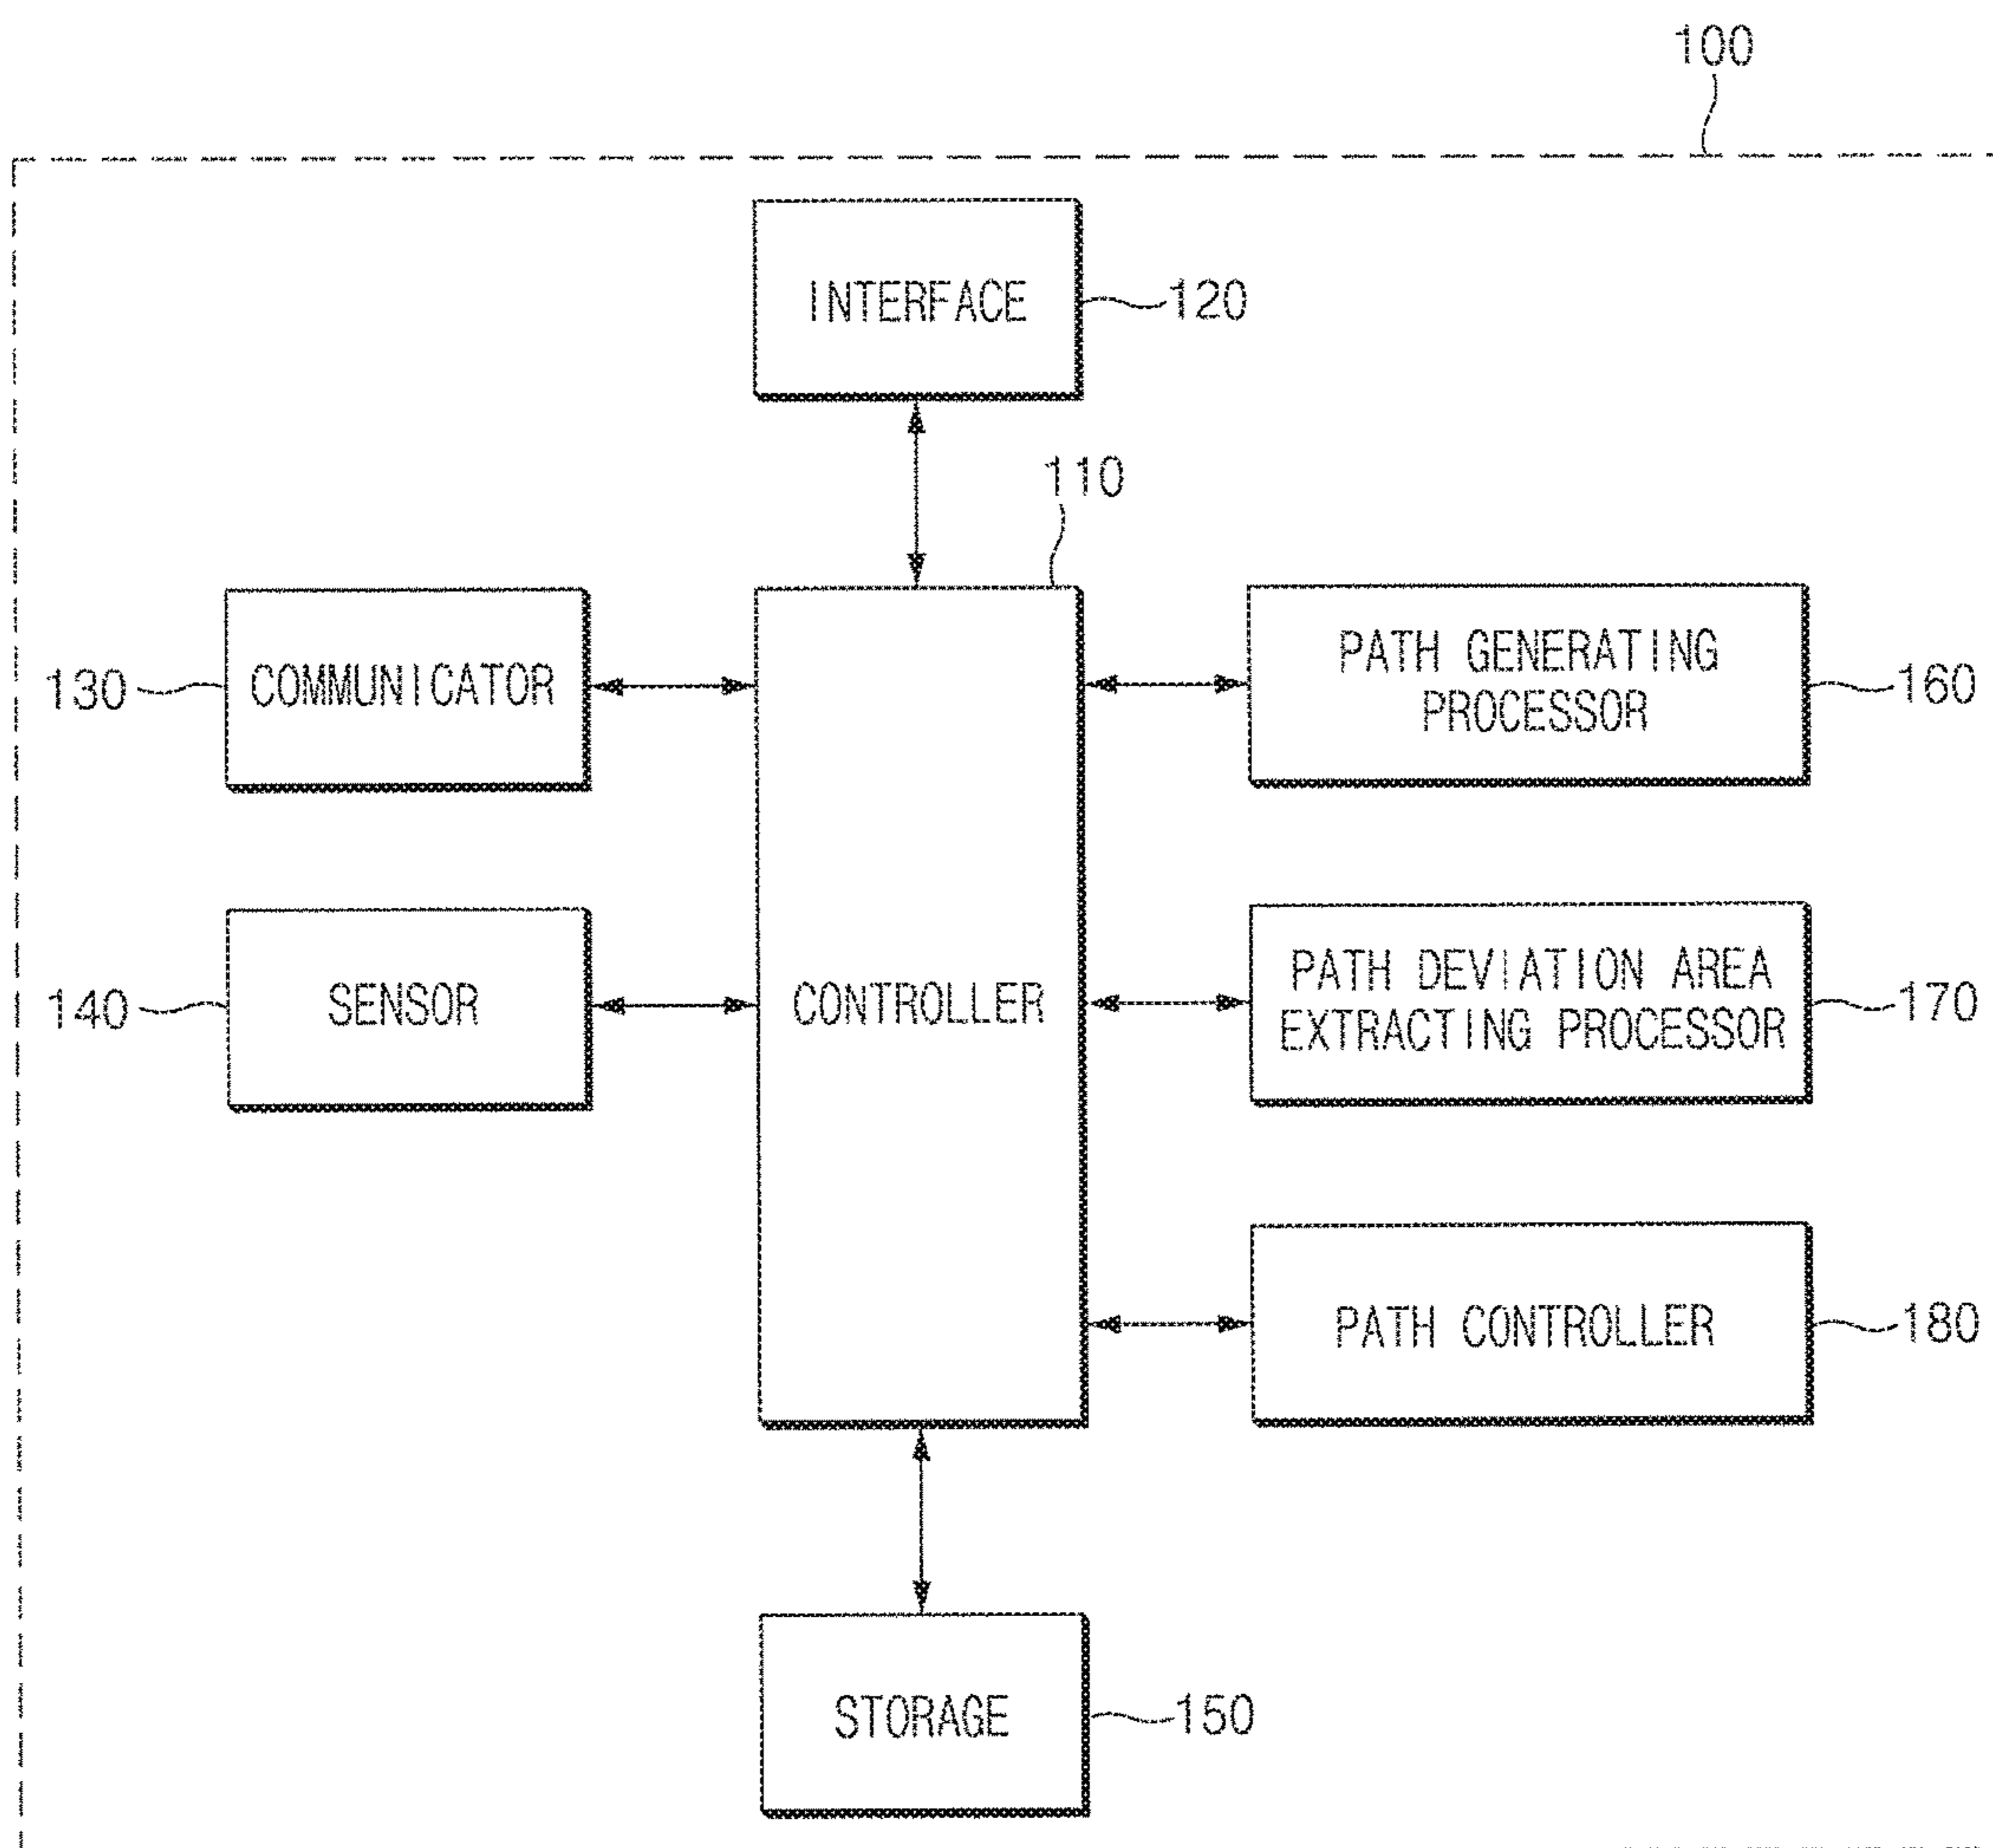 100
INTERFACE
120
110
130
COMMUNICATOR
PATH GENERATING
PROCESSOR
160
140
SENSOR
CONTROLLER
PATH DEVIATION AREA
EXTRACTING PROCESSOR
170
PATH CONTROLLER
180
STORAGE
150